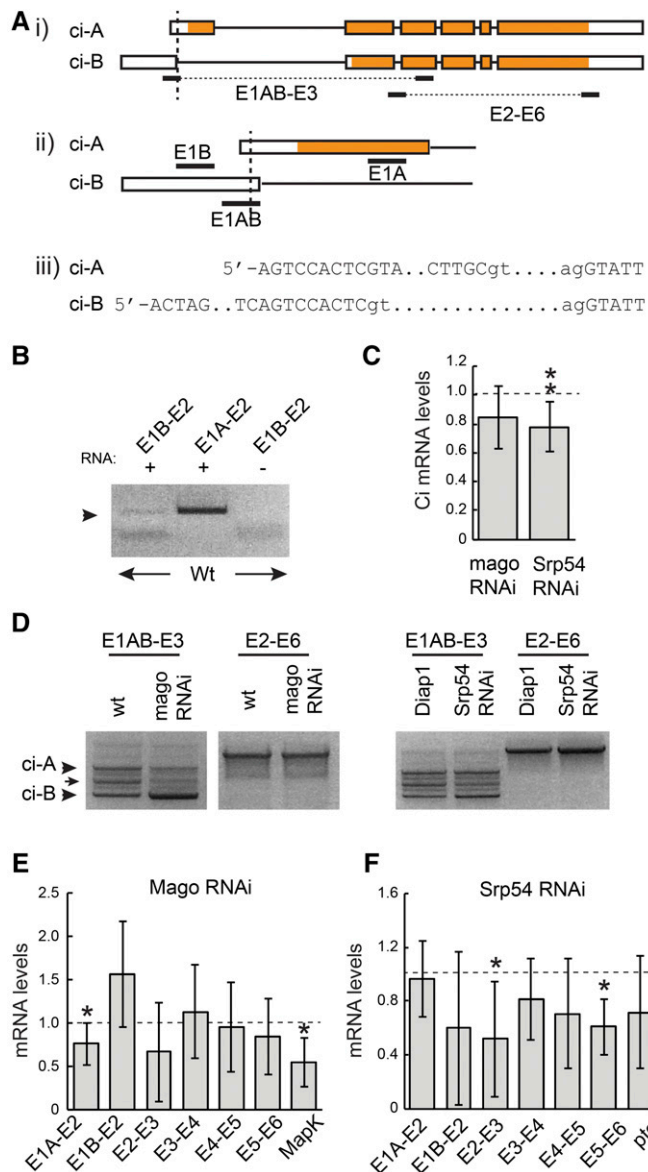 A
i)
ci-A
ci-B
E1AB-E3
E2-E6
ii)
ci-A
E1B
E1A
ci-B
E1AB
iii)
ci-A 5'-AGTCCACTCGTA..CTTGCgt....agGTATT
ci-B 5'-ACTAG..TCAGTCCACTCgt...............agGTATT
B
E1B-E2
E1A-E2
E1B-E2
RNA: + + -
Wt
C
**
1.2
1.0
0.8
0.6
0.4
0.2
0
Ci mRNA levels
mago RNAi
Srp54 RNAi
D
E1AB-E3
E2-E6
E1AB-E3
E2-E6
wt
mago RNAi
wt
mago RNAi
Diap1
Srp54 RNAi
Diap1
Srp54 RNAi
ci-A
ci-B
E
Mago RNAi
2.5
2.0
1.5
1.0
0.5
0
mRNA levels
*
*
E1A-E2
E1B-E2
E2-E3
E3-E4
E4-E5
E5-E6
MapK
F
Srp54 RNAi
1.6
1.2
0.8
0.4
0
mRNA levels
*
*
E1A-E2
E1B-E2
E2-E3
E3-E4
E4-E5
E5-E6